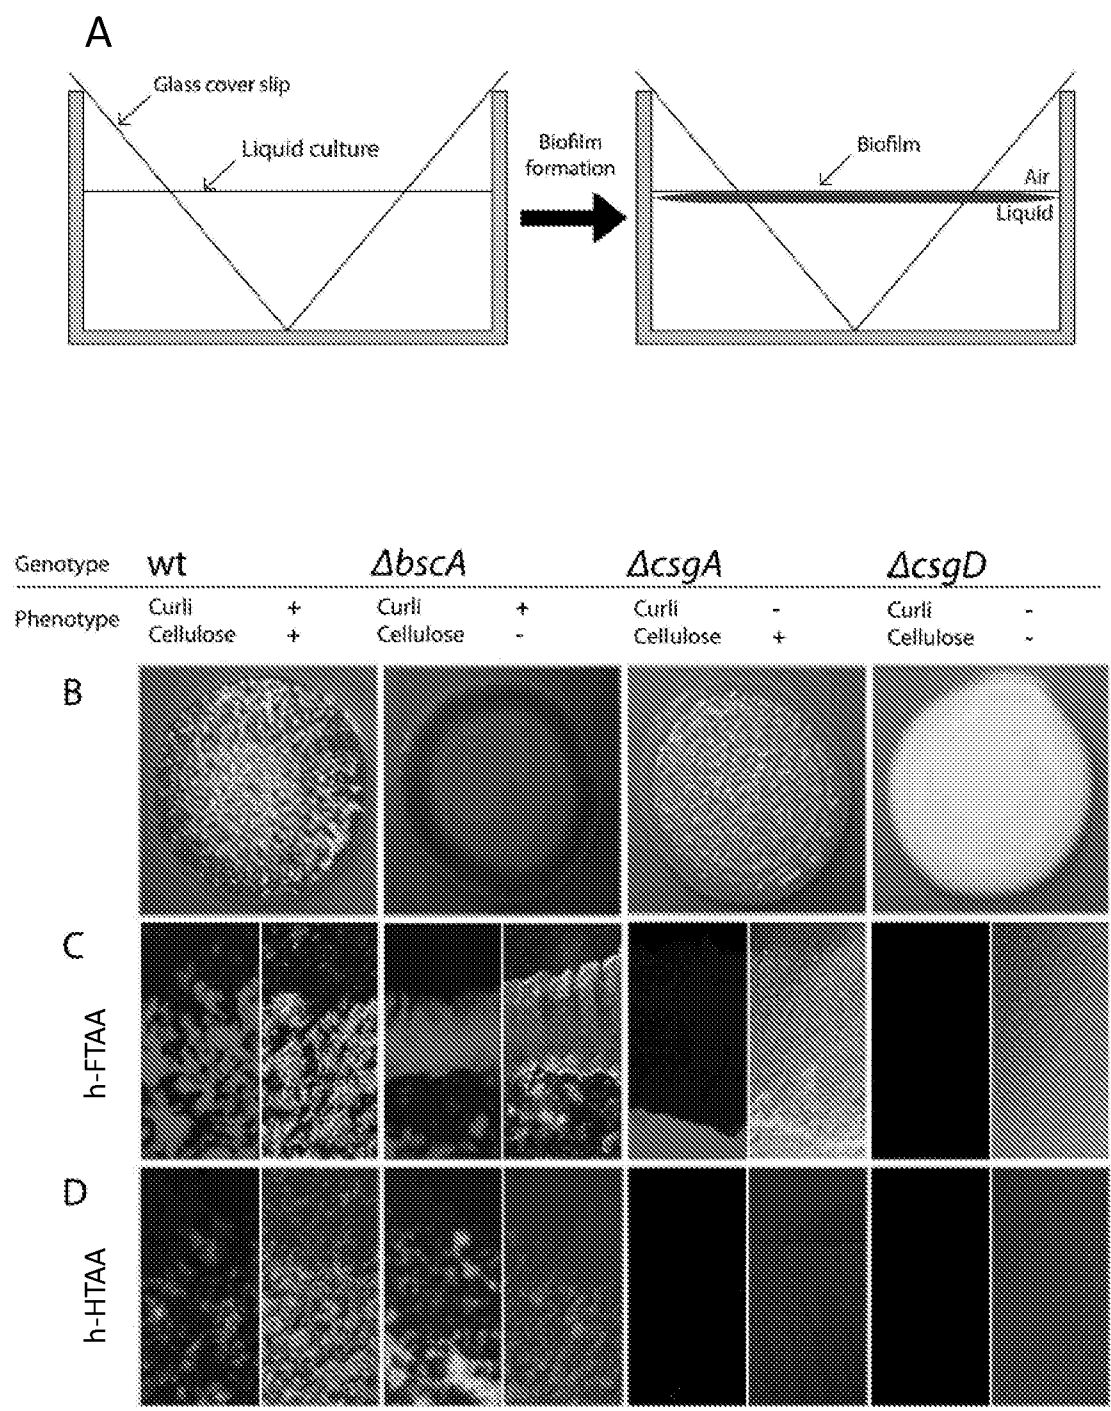 A
Glass cover slip
Liquid culture
Biofilm
formation
Biofilm
Air
Liquid
Genotype wt ΔbscA ΔcsgA ΔcsgD
Phenotype
Curli + Curli + Curli - Curli -
Cellulose + Cellulose - Cellulose + Cellulose -
B
C
h-FTAA
D
h-HTAA